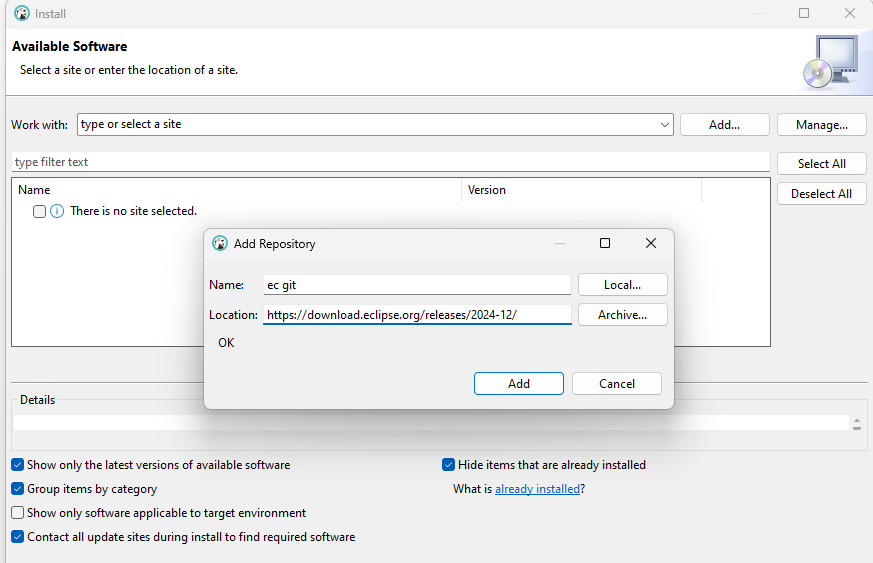 Install
Available Software
Select a site or enter the location of a site.
Work with: type or select a site Add... Manage...
type filter text Select All
Name Version Deselect All
There is no site selected.
Add Repository
Name: ec git Local...
Location: https://download.eclipse.org/releases/2024-12/ Archive...
OK
Add Cancel
Details
Show only the latest versions of available software Hide items that are already installed
Group items by category What is already installed?
Show only software applicable to target environment
Contact all update sites during install to find required software